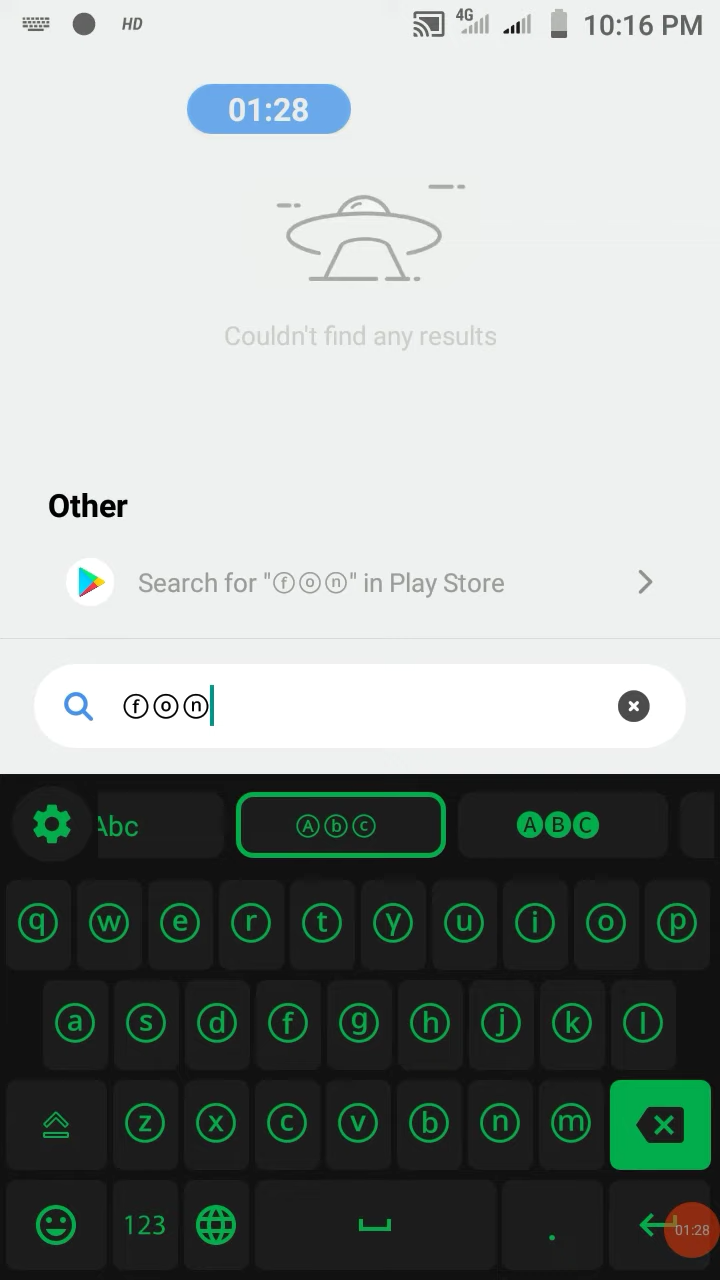 HD 4G 10:16 PM
01:28
Couldn't find any results
Other
Search for "ⓕⓞⓝ" in Play Store
ⓕⓞⓝ
Abc Ⓐⓑⓒ 🅐🅑🅒
ⓠ ⓦ ⓔ ⓡ ⓣ ⓨ ⓤ ⓘ ⓞ ⓟ
ⓐ ⓢ ⓓ ⓕ ⓖ ⓗ ⓙ ⓚ ⓛ
ⓩ ⓧ ⓒ ⓥ ⓑ ⓝ ⓜ
123 . 01:28